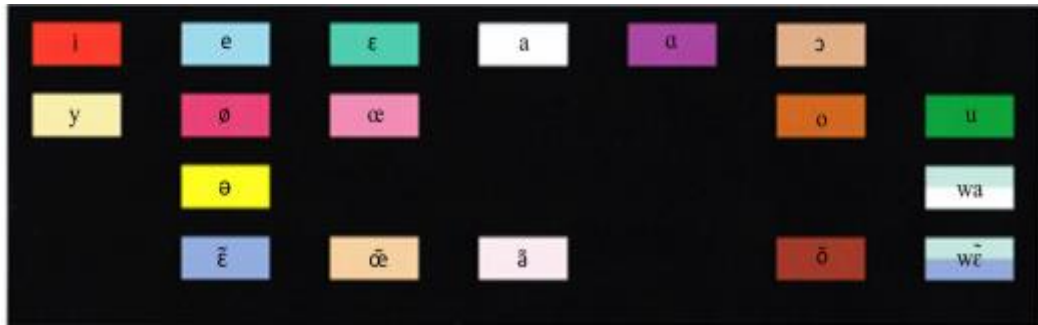 i e ɛ a ɑ ɔ
y ø œ o u
ə wa
ɛ̃ œ̃ ã õ wɛ̃